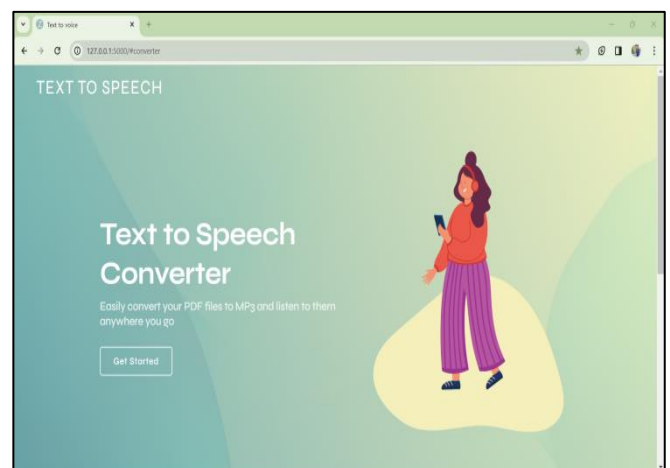 Text to voice
127.0.0.1:5000/#converter
TEXT TO SPEECH
Text to Speech
Converter
Easily convert your PDF files to MP3 and listen to them
anywhere you go
Get Started